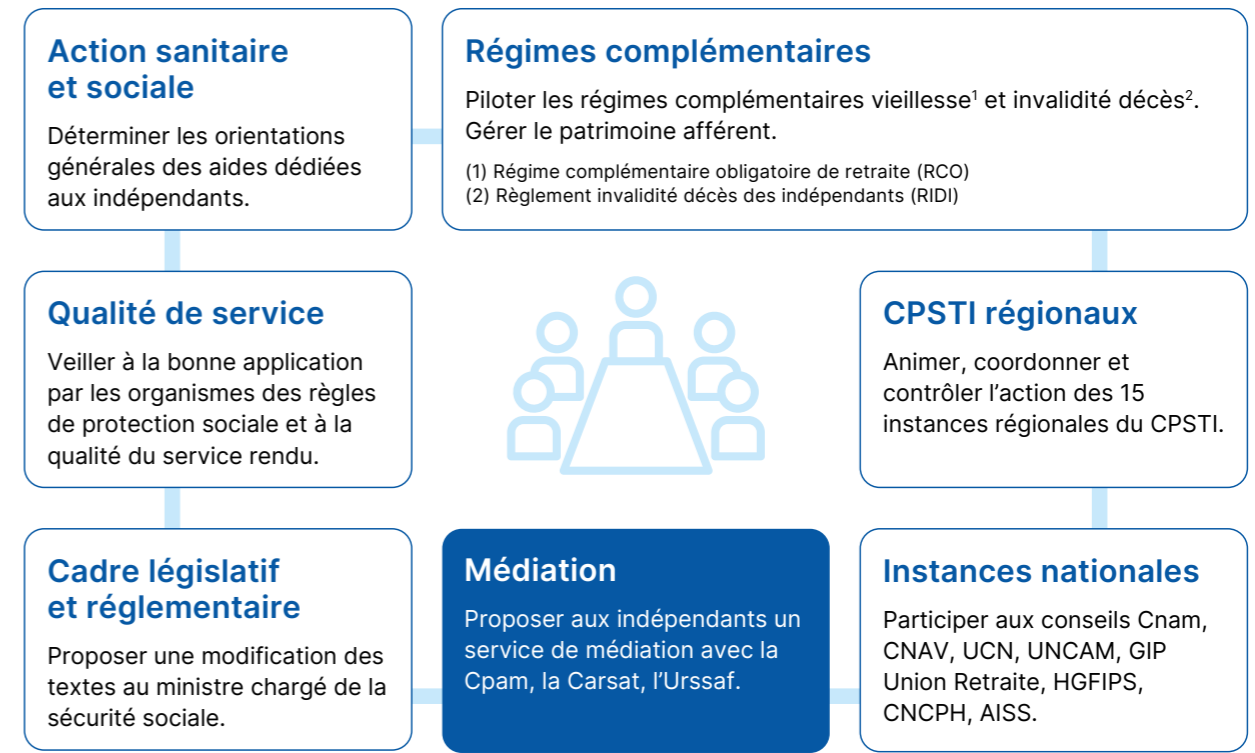 Action sanitaire
et sociale
Déterminer les orientations
générales des aides dédiées
aux indépendants.
Régimes complémentaires
Piloter les régimes complémentaires vieillesse¹ et invalidité décès².
Gérer le patrimoine afférent.
(1) Régime complémentaire obligatoire de retraite (RCO)
(2) Règlement invalidité décès des indépendants (RIDI)
Qualité de service
Veiller à la bonne application
par les organismes des règles
de protection sociale et à la
qualité du service rendu.
CPSTI régionaux
Animer, coordonner et
contrôler l’action des 15
instances régionales du CPSTI.
Cadre législatif
et réglementaire
Proposer une modification des
textes au ministre chargé de la
sécurité sociale.
Médiation
Proposer aux indépendants un
service de médiation avec la
Cpam, la Carsat, l’Urssaf.
Instances nationales
Participer aux conseils Cnam,
CNAV, UCN, UNCAM, GIP
Union Retraite, HGFIPS,
CNCPH, AISS.